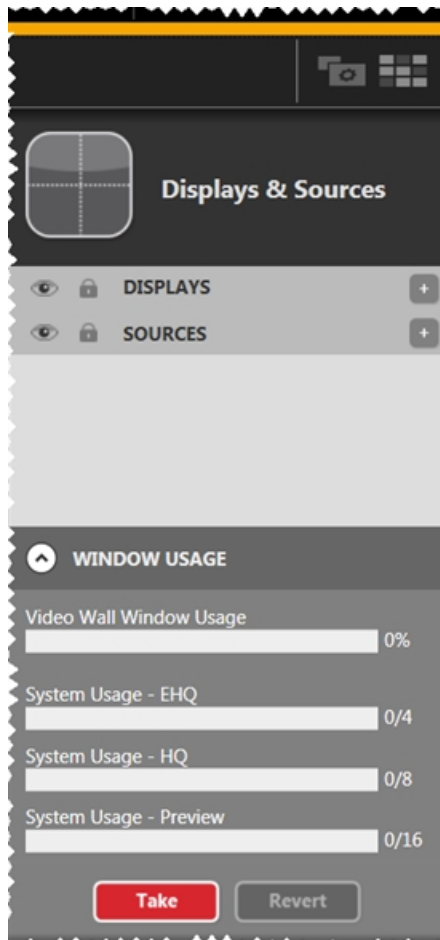 Displays & Sources
DISPLAYS +
SOURCES +
WINDOW USAGE
Video Wall Window Usage
0%
System Usage - EHQ
0/4
System Usage - HQ
0/8
System Usage - Preview
0/16
Take Revert